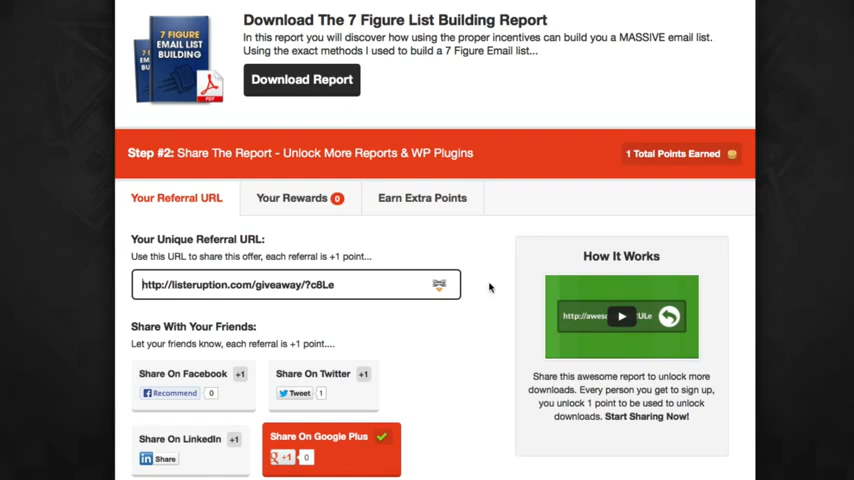 Download The 7 Figure List Building Report
In this report you will discover how using the proper incentives can build you a MASSIVE email list.
Using the exact methods I used to build a 7 Figure Email list...
Download Report
7 FIGURE
EMAIL LIST
BUILDING
PDF
Step #2: Share The Report - Unlock More Reports & WP Plugins
1 Total Points Earned
Your Referral URL
Your Rewards 0
Earn Extra Points
Your Unique Referral URL:
Use this URL to share this offer, each referral is +1 point...
http://listeruption.com/giveaway/?c8Le
Share With Your Friends:
Let your friends know, each referral is +1 point....
Share On Facebook +1
Recommend 0
Share On Twitter +1
Tweet 1
Share On LinkedIn +1
in Share
Share On Google Plus
g +1 0
How It Works
http://awes
ULe
Share this awesome report to unlock more
downloads. Every person you get to sign up,
you unlock 1 point to be used to unlock
downloads. Start Sharing Now!